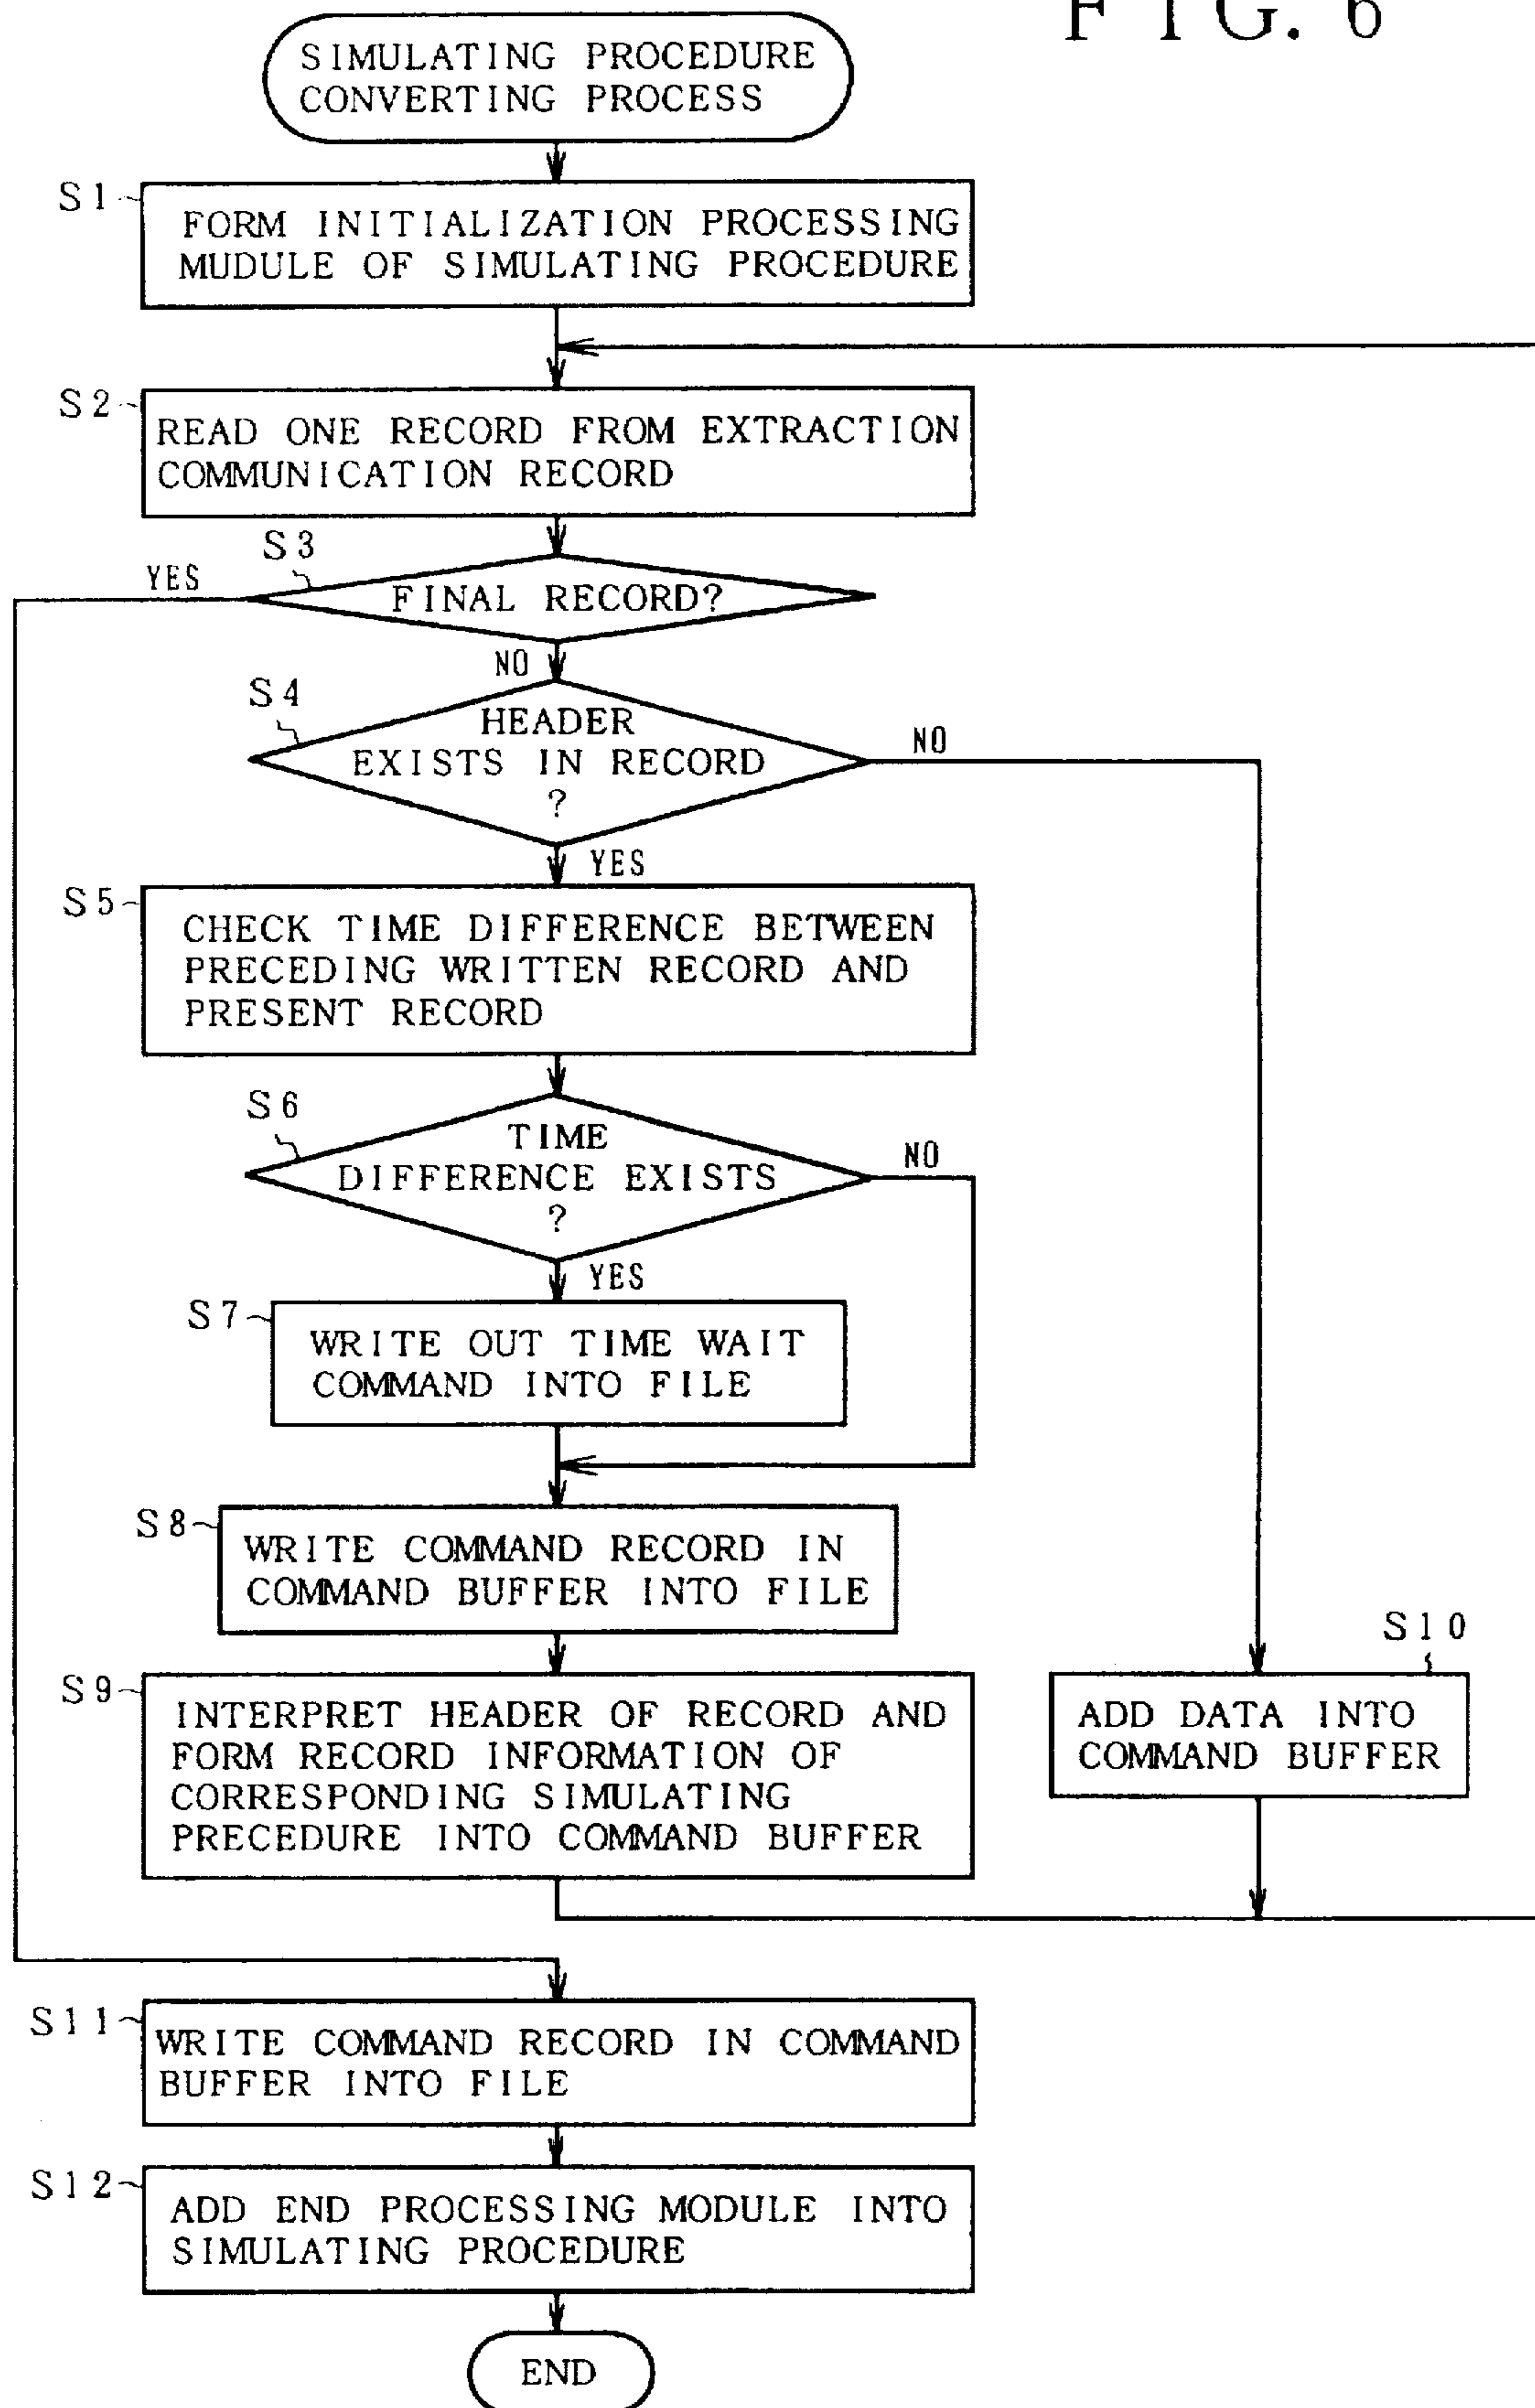 FIG. 6
SIMULATING PROCEDURE
CONVERTING PROCESS
S1
FORM INITIALIZATION PROCESSING
MUDULE OF SIMULATING PROCEDURE
S2
READ ONE RECORD FROM EXTRACTION
COMMUNICATION RECORD
S3
YES
FINAL RECORD?
NO
S4
HEADER
EXISTS IN RECORD
?
NO
YES
S5
CHECK TIME DIFFERENCE BETWEEN
PRECEDING WRITTEN RECORD AND
PRESENT RECORD
S6
TIME
DIFFERENCE EXISTS
?
NO
YES
S7
WRITE OUT TIME WAIT
COMMAND INTO FILE
S8
WRITE COMMAND RECORD IN
COMMAND BUFFER INTO FILE
S9
INTERPRET HEADER OF RECORD AND
FORM RECORD INFORMATION OF
CORRESPONDING SIMULATING
PRECEDURE INTO COMMAND BUFFER
S10
ADD DATA INTO
COMMAND BUFFER
S11
WRITE COMMAND RECORD IN COMMAND
BUFFER INTO FILE
S12
ADD END PROCESSING MODULE INTO
SIMULATING PROCEDURE
END